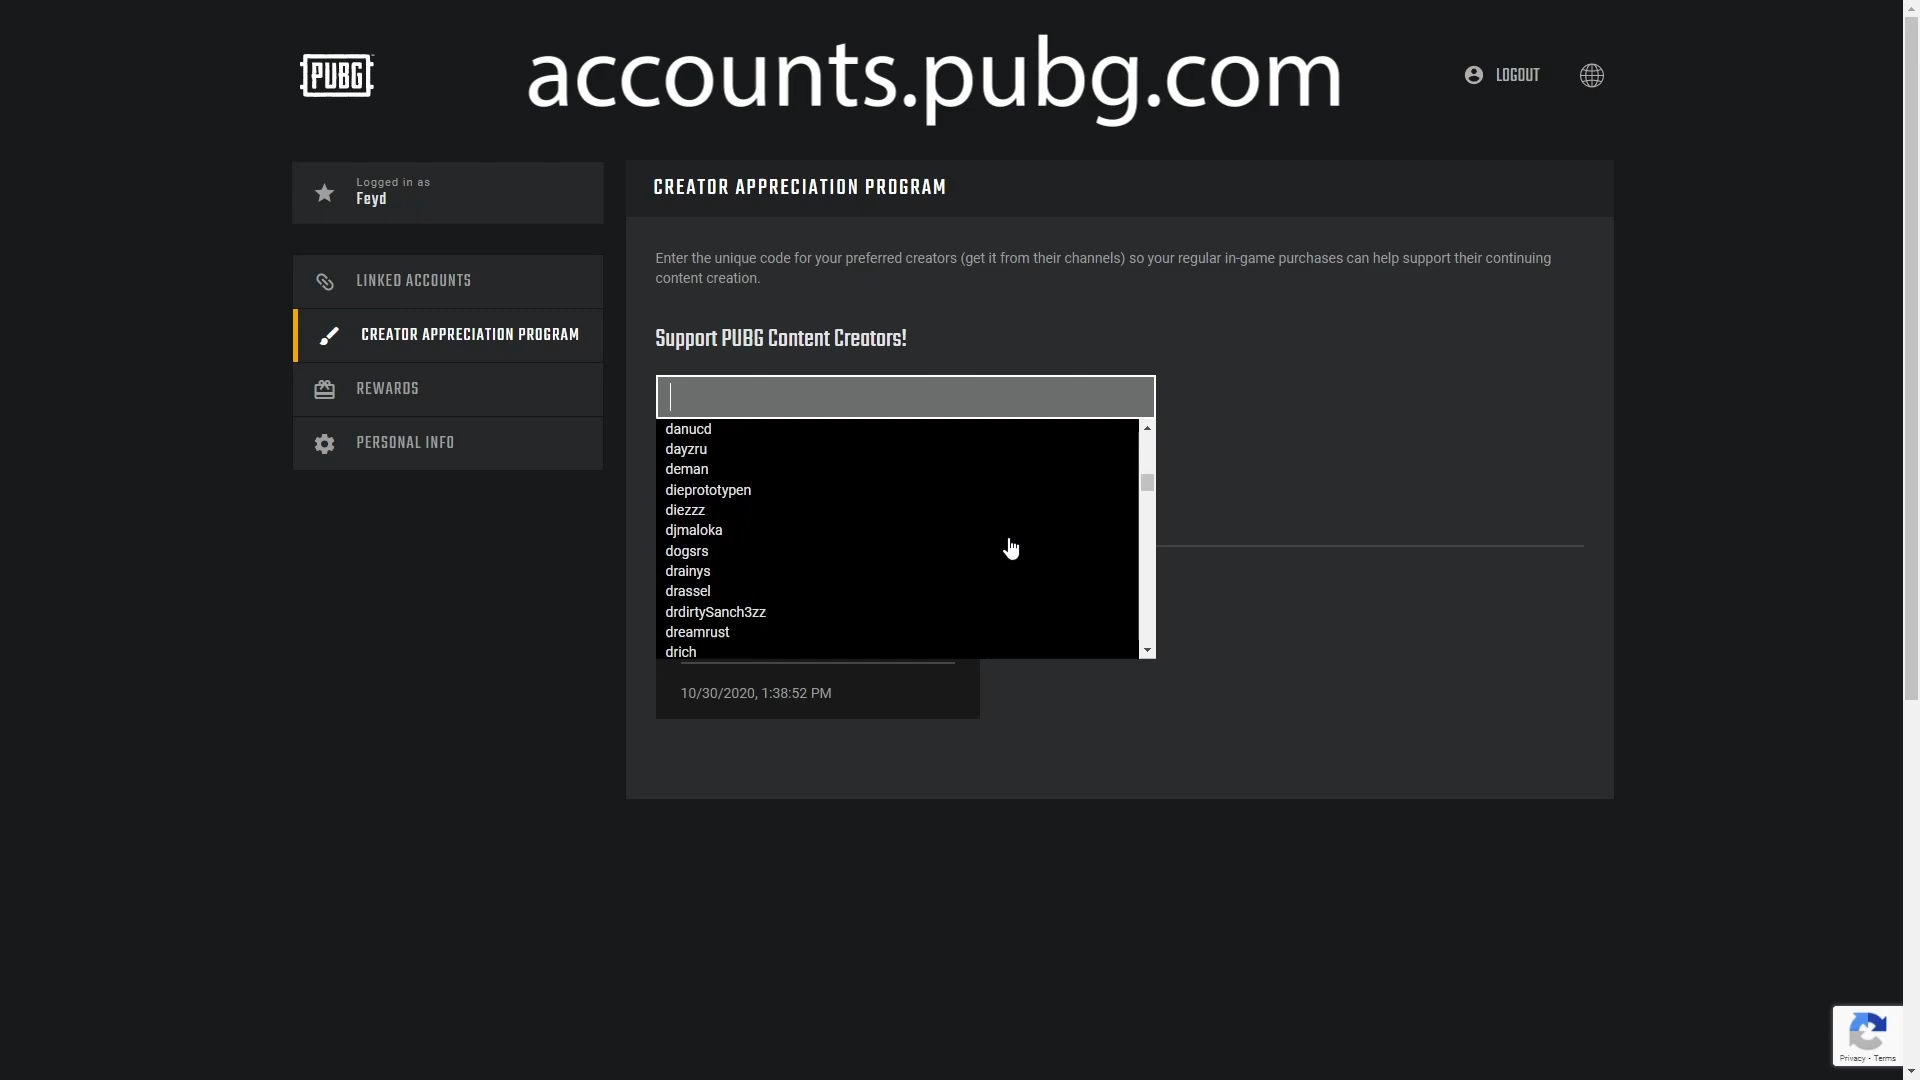 PUBG
accounts.pubg.com
LOGOUT
Logged in as
Feyd
LINKED ACCOUNTS
CREATOR APPRECIATION PROGRAM
REWARDS
PERSONAL INFO
CREATOR APPRECIATION PROGRAM
Enter the unique code for your preferred creators (get it from their channels) so your regular in-game purchases can help support their continuing
content creation.
Support PUBG Content Creators!
danucd
dayzru
deman
dieprototypen
diezzz
djmaloka
dogsrs
drainys
drassel
drdirtySanch3zz
dreamrust
drich
10/30/2020, 1:38:52 PM
Privacy - Terms